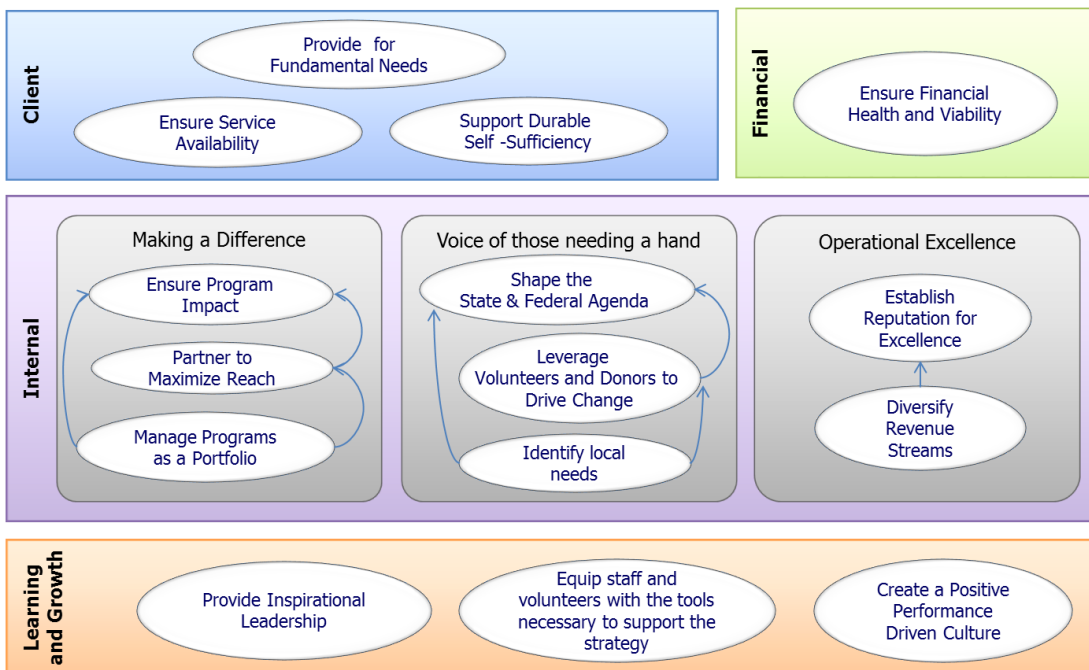 Client
Provide for
Fundamental Needs
Ensure Service
Availability
Support Durable
Self -Sufficiency
Financial
Ensure Financial
Health and Viability
Internal
Making a Difference
Ensure Program
Impact
Partner to
Maximize Reach
Manage Programs
as a Portfolio
Voice of those needing a hand
Shape the
State & Federal Agenda
Leverage
Volunteers and Donors to
Drive Change
Identify local
needs
Operational Excellence
Establish
Reputation for
Excellence
Diversify
Revenue
Streams
Learning
and Growth
Provide Inspirational
Leadership
Equip staff and
volunteers with the tools
necessary to support the
strategy
Create a Positive
Performance
Driven Culture